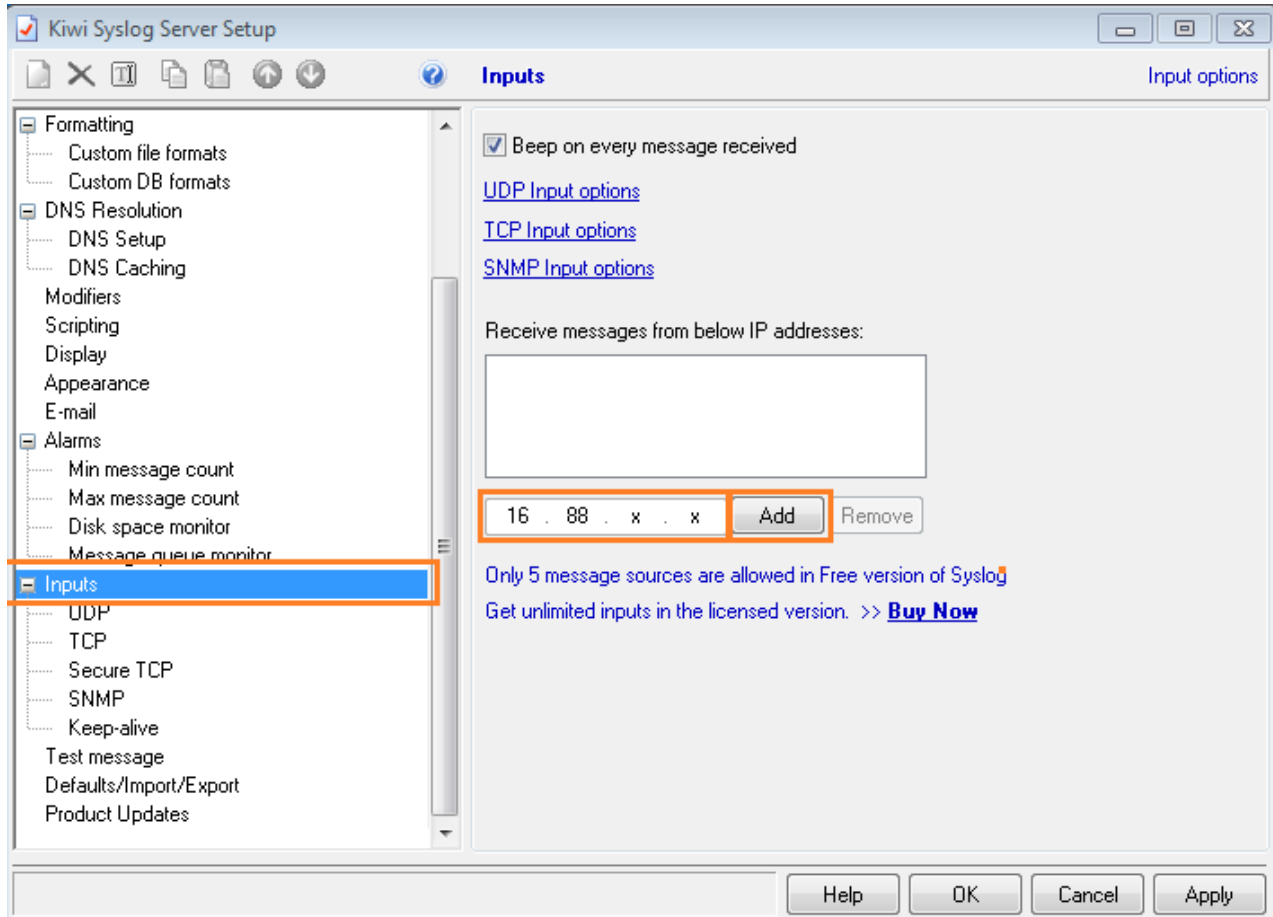 Kiwi Syslog Server Setup
Inputs
Input options
Formatting
Custom file formats
Custom DB formats
DNS Resolution
DNS Setup
DNS Caching
Modifiers
Scripting
Display
Appearance
E-mail
Alarms
Min message count
Max message count
Disk space monitor
Message queue monitor
Inputs
UDP
TCP
Secure TCP
SNMP
Keep-alive
Test message
Defaults/Import/Export
Product Updates
Beep on every message received
UDP Input options
TCP Input options
SNMP Input options
Receive messages from below IP addresses:
16 . 88 . x . x Add Remove
Only 5 message sources are allowed in Free version of Syslog
Get unlimited inputs in the licensed version. >> Buy Now
Help OK Cancel Apply